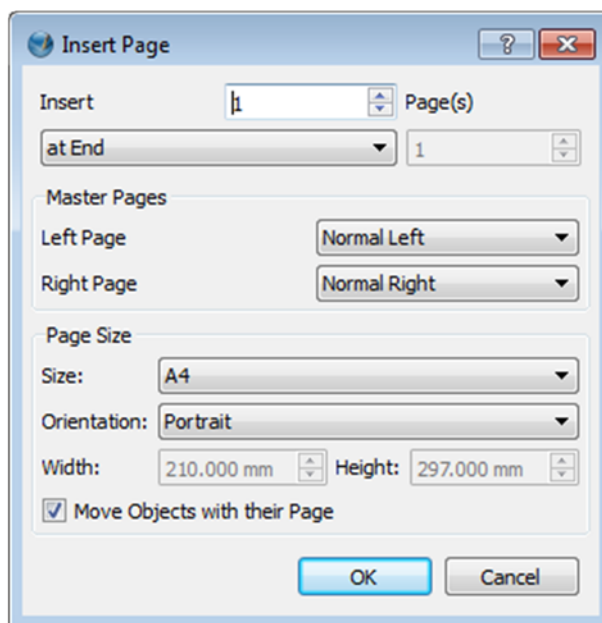 Insert Page
Insert 1 Page(s)
at End 1
Master Pages
Left Page Normal Left
Right Page Normal Right
Page Size
Size: A4
Orientation: Portrait
Width: 210.000 mm Height: 297.000 mm
Move Objects with their Page
OK Cancel